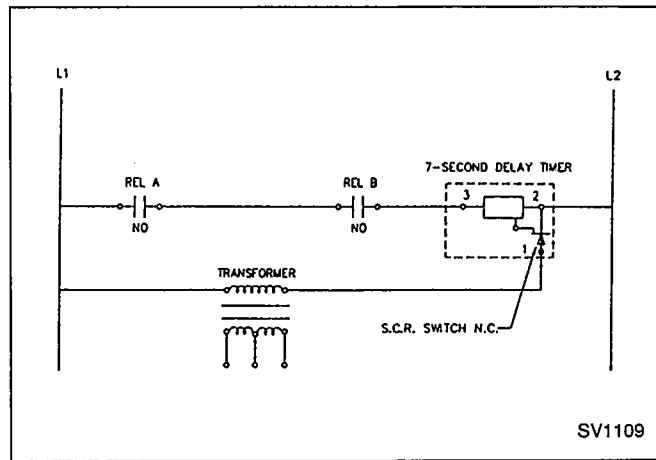 L1
L2
7-SECOND DELAY TIMER
REL A
REL B
3
2
NO
NO
1
TRANSFORMER
S.C.R. SWITCH N.C.
SV1109